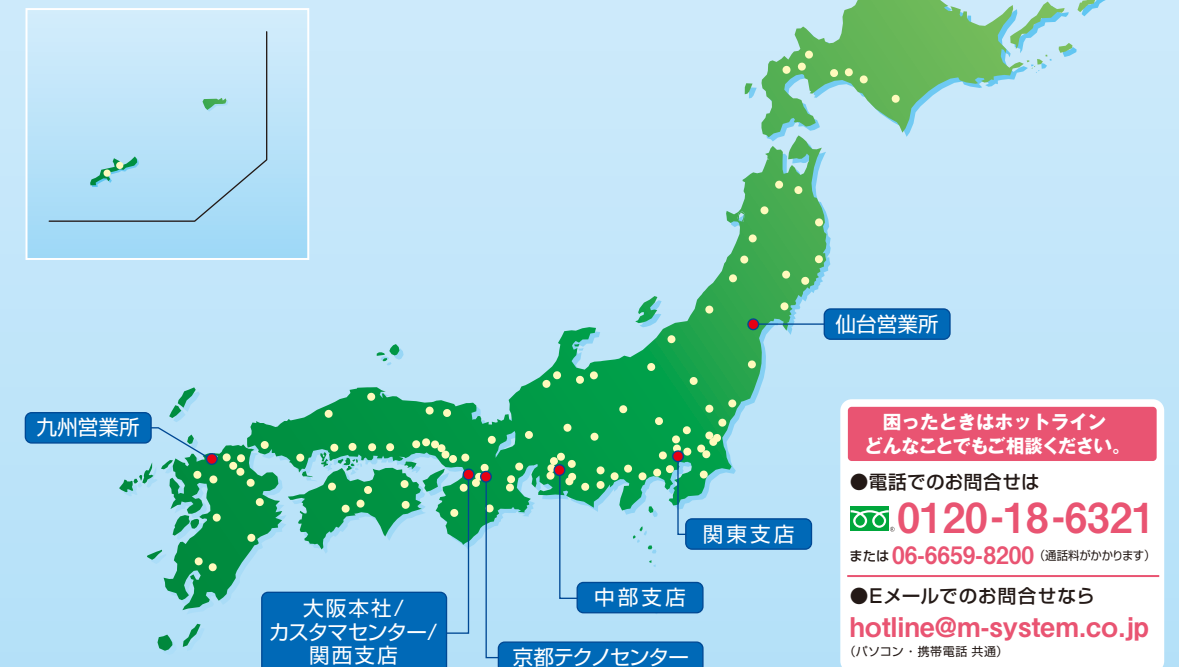 仙台営業所
九州営業所
関東支店
中部支店
大阪本社/
カスタマセンター/
関西支店
京都テクノセンター
困ったときはホットライン
どんなことでもご相談ください。
●電話でのお問合せは
0120-18-6321
または 06-6659-8200 (通話料がかかります)
●Eメールでのお問合せなら
hotline@m-system.co.jp
(パソコン・携帯電話 共通)